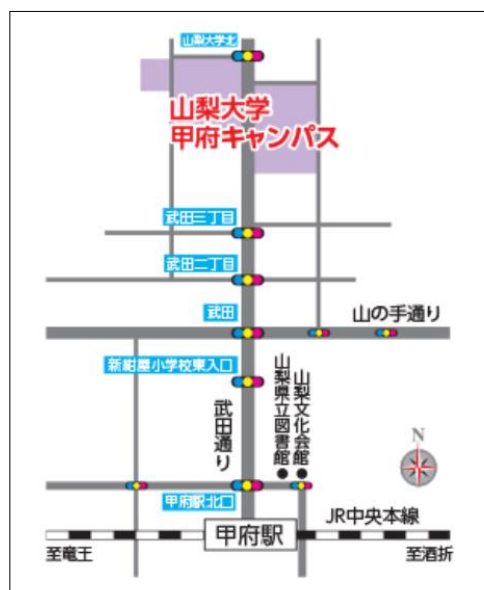 山梨大学北
山梨大学
甲府キャンパス
武田三丁目
武田二丁目
武田
山の手通り
新紺屋小学校東入口
武田通り
山梨県立図書館
山梨文化会館
N
甲府駅北口
JR中央本線
甲府駅
至竜王
至酒折